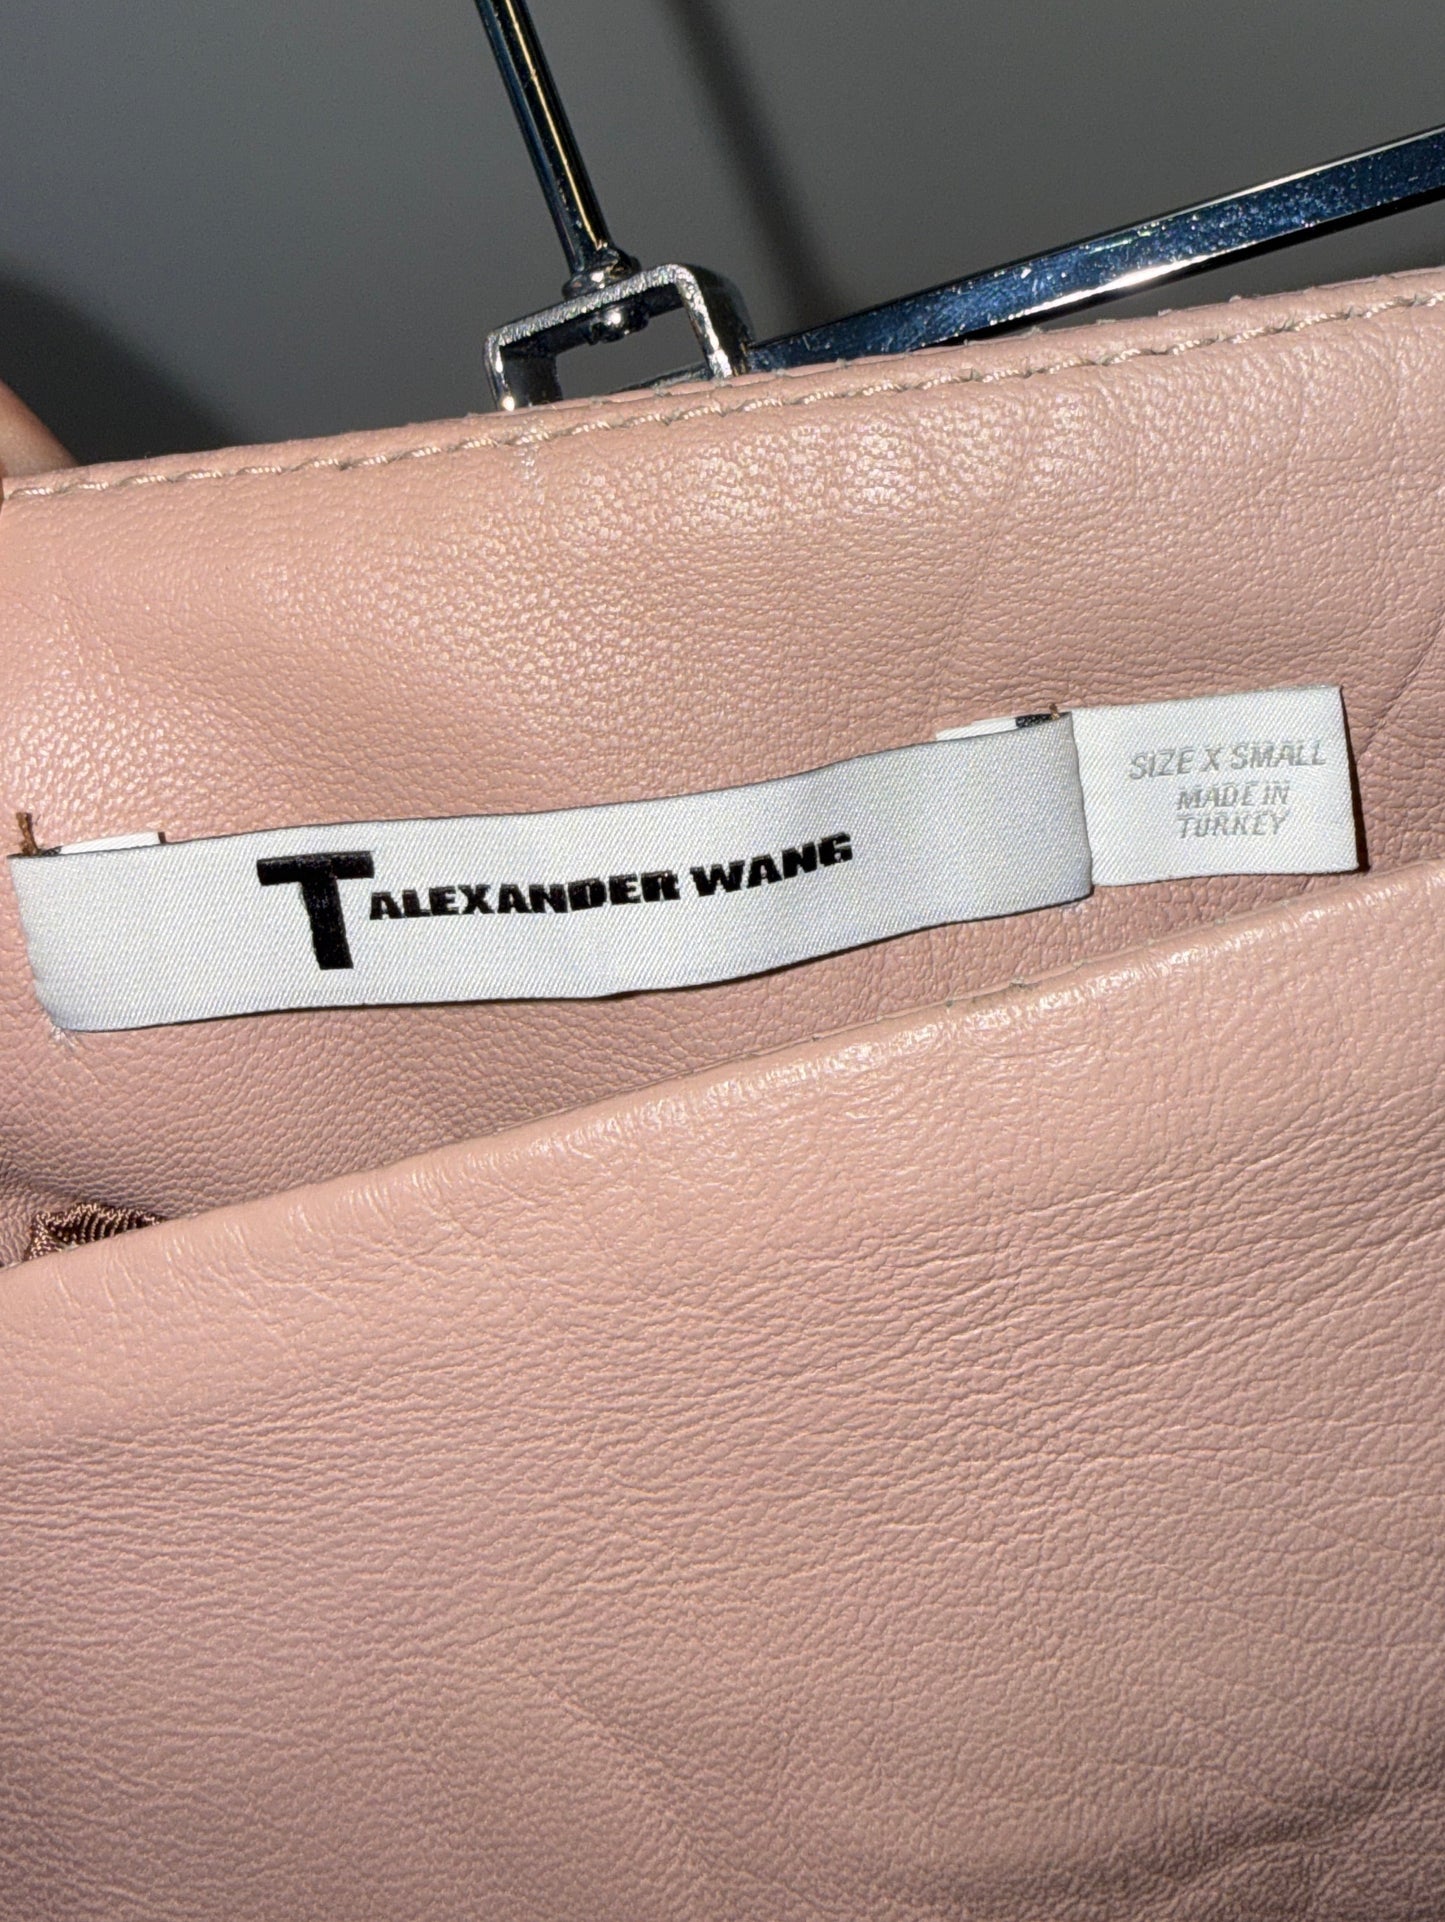 T ALEXANDER WANG
SIZE X SMALL
MADE IN
TURKEY